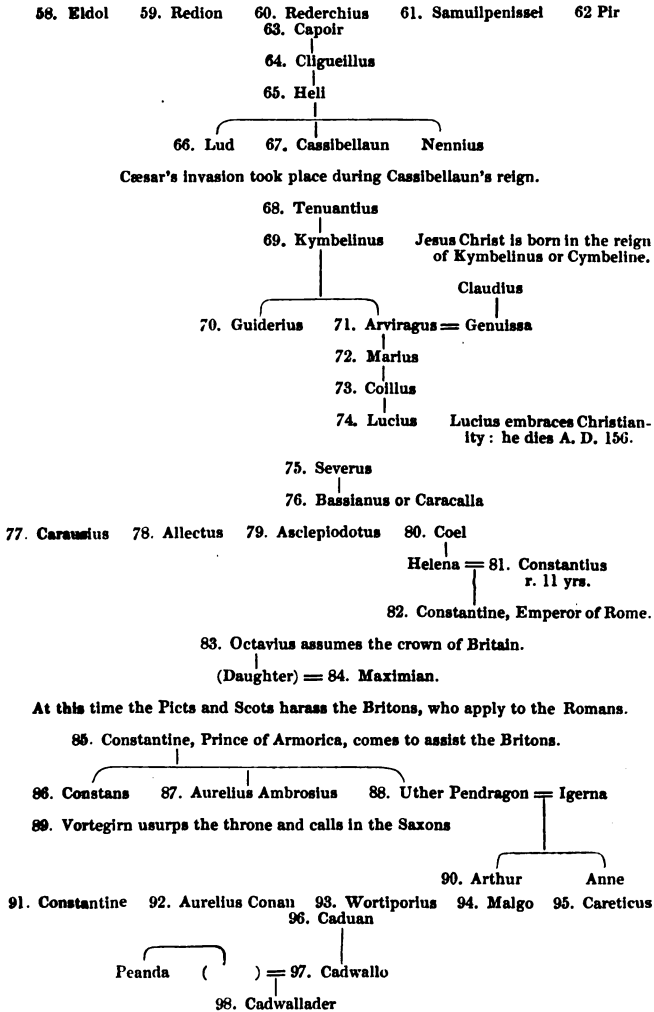 58. Eldol 59. Redion 60. Rederchius 61. Samuilpenissel 62 Pir
63. Capoir
64. Cligueillus
65. Heli
66. Lud 67. Cassibellaun Nennius
Cæsar's invasion took place during Cassibellaun's reign.
68. Tenuantius
69. Kymbelinus Jesus Christ is born in the reign
of Kymbelinus or Cymbeline.
Claudius
70. Guiderius 71. Arviragus = Genuissa
72. Marius
73. Coillus
74. Lucius Lucius embraces Christian-
ity: he dies A. D. 156.
75. Severus
76. Bassianus or Caracalla
77. Carausius 78. Allectus 79. Asclepiodotus 80. Coel
Helena = 81. Constantius
r. 11 yrs.
82. Constantine, Emperor of Rome.
83. Octavius assumes the crown of Britain.
(Daughter) = 84. Maximian.
At this time the Picts and Scots harass the Britons, who apply to the Romans.
85. Constantine, Prince of Armorica, comes to assist the Britons.
86. Constans 87. Aurelius Ambrosius 88. Uther Pendragon = Igerna
89. Vortegirn usurps the throne and calls in the Saxons
90. Arthur Anne
91. Constantine 92. Aurelius Conan 93. Wortiporius 94. Malgo 95. Careticus
96. Caduan
Peanda ( ) = 97. Cadwallo
98. Cadwallader